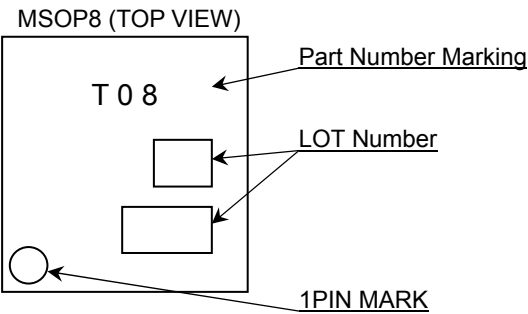 MSOP8 (TOP VIEW)
Part Number Marking
T 0 8
LOT Number
1PIN MARK